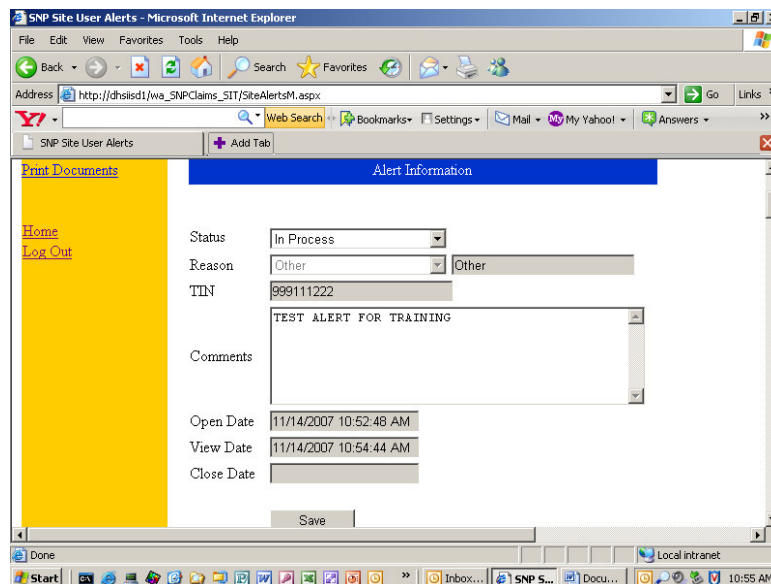 SNP Site User Alerts - Microsoft Internet Explorer
File Edit View Favorites Tools Help
Back Search Favorites
Address http://dhsiisd1/wa_SNPClaims_SIT/SiteAlertsM.aspx Go Links
Y! Web Search Bookmarks Settings Mail My My Yahoo! Answers
SNP Site User Alerts Add Tab
Print Documents Alert Information
Home
Log Out
Status In Process
Reason Other Other
TIN 999111222
TEST ALERT FOR TRAINING
Comments
Open Date 11/14/2007 10:52:48 AM
View Date 11/14/2007 10:54:44 AM
Close Date
Save
Done Local intranet
Start Inbox... SNP S... Docu... 10:55 AM